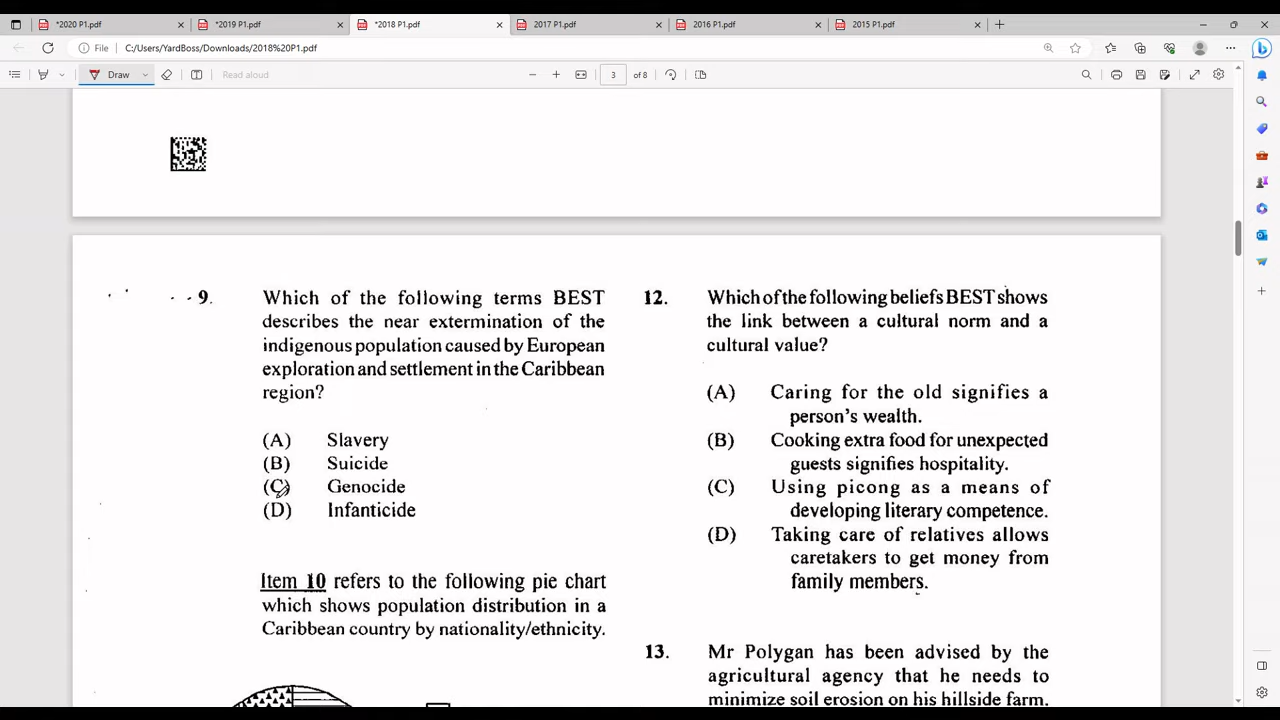 *2020 P1.pdf
*2019 P1.pdf
*2018 P1.pdf
2017 P1.pdf
2016 P1.pdf
2015 P1.pdf
File
C:/Users/YardBoss/Downloads/2018%20P1.pdf
Draw
Read aloud
3
of 8
9.
Which of the following terms BEST
describes the near extermination of the
indigenous population caused by European
exploration and settlement in the Caribbean
region?
(A) Slavery
(B) Suicide
(C) Genocide
(D) Infanticide
Item 10 refers to the following pie chart
which shows population distribution in a
Caribbean country by nationality/ethnicity.
12.
Which of the following beliefs BEST shows
the link between a cultural norm and a
cultural value?
(A) Caring for the old signifies a
person's wealth.
(B) Cooking extra food for unexpected
guests signifies hospitality.
(C) Using picong as a means of
developing literary competence.
(D) Taking care of relatives allows
caretakers to get money from
family members.
13.
Mr Polygan has been advised by the
agricultural agency that he needs to
minimize soil erosion on his hillside farm.